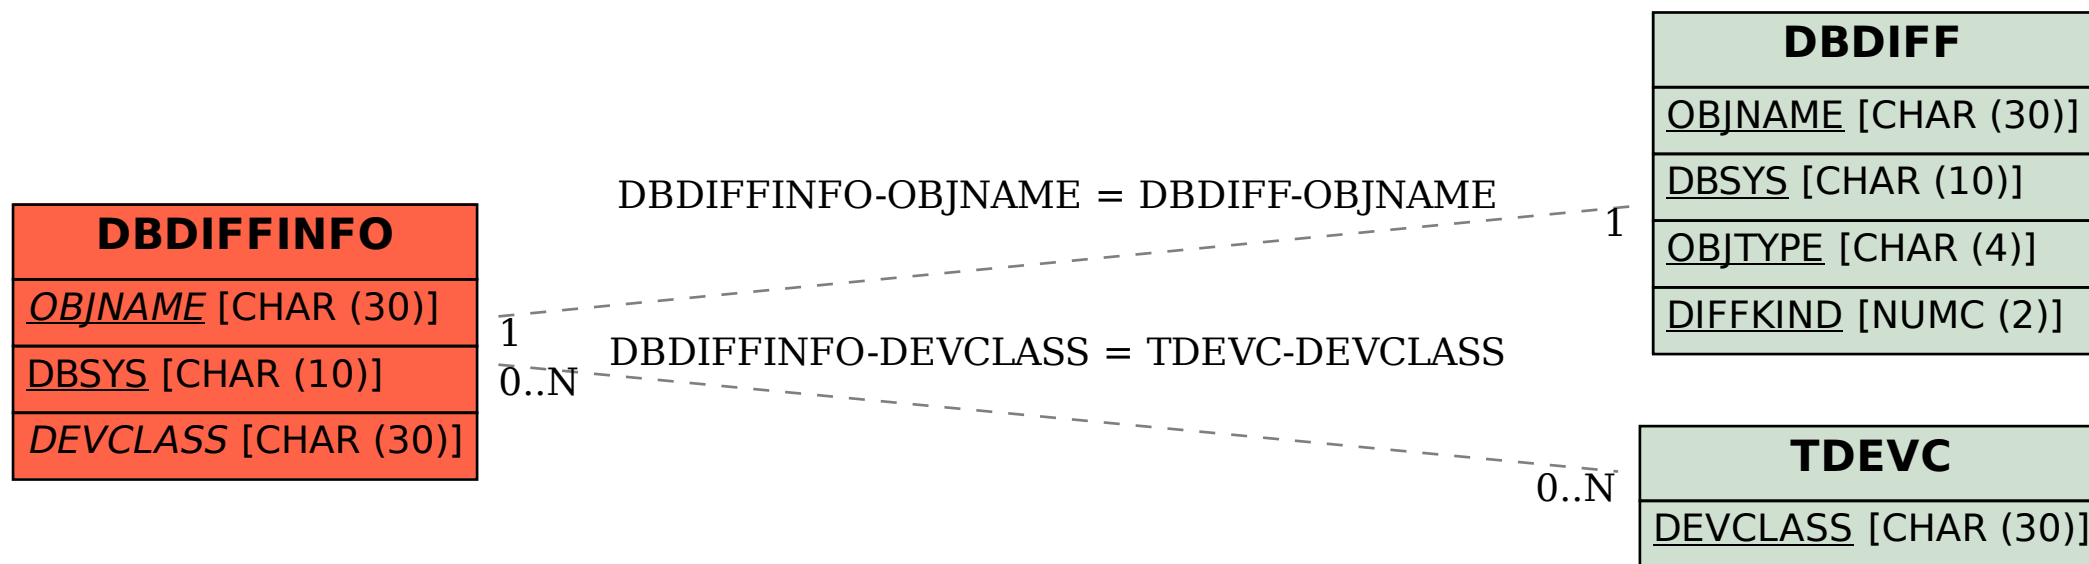 DBDIFFINFO
OBJNAME [CHAR (30)]
DBSYS [CHAR (10)]
DEVCLASS [CHAR (30)]
DBDIFFINFO-OBJNAME = DBDIFF-OBJNAME
1
1
DBDIFFINFO-DEVCLASS = TDEVC-DEVCLASS
0..N
0..N
DBDIFF
OBJNAME [CHAR (30)]
DBSYS [CHAR (10)]
OBJTYPE [CHAR (4)]
DIFFKIND [NUMC (2)]
TDEVC
DEVCLASS [CHAR (30)]